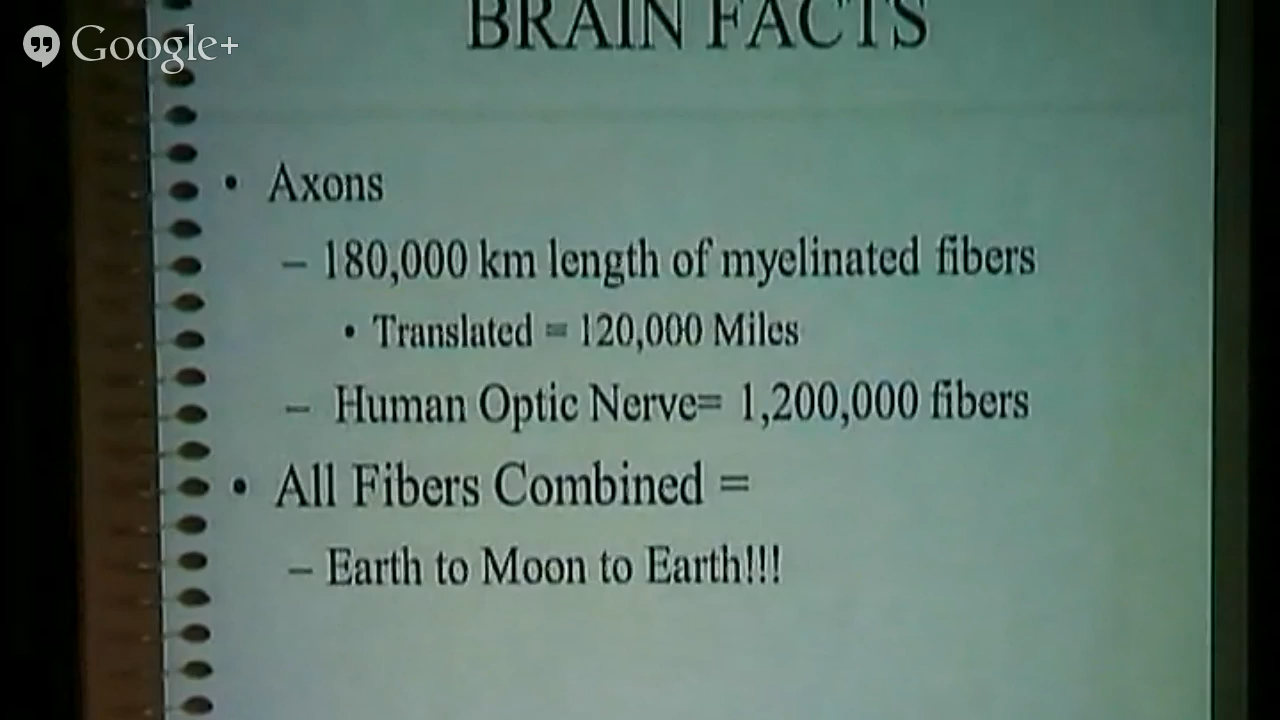 Google+
BRAIN FACTS
• Axons
– 180,000 km length of myelinated fibers
• Translated = 120,000 Miles
– Human Optic Nerve= 1,200,000 fibers
• All Fibers Combined =
– Earth to Moon to Earth!!!